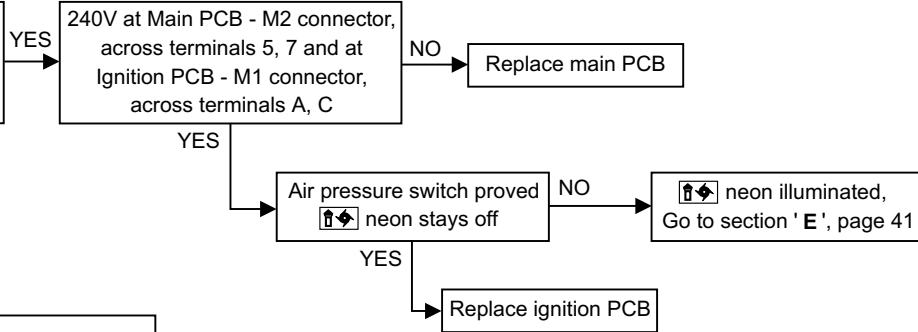 YES
240V at Main PCB - M2 connector,
across terminals 5, 7 and at
Ignition PCB - M1 connector,
across terminals A, C
NO
Replace main PCB
YES
Air pressure switch proved
neon stays off
NO
neon illuminated,
Go to section ' E ', page 41
YES
Replace ignition PCB